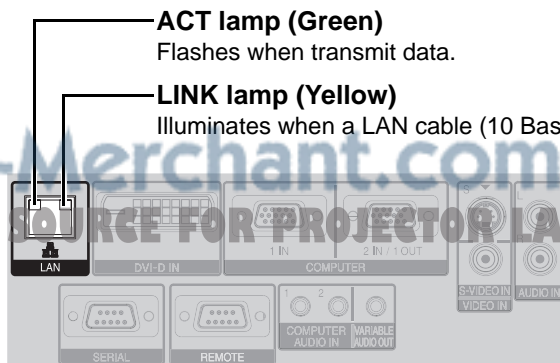 ACT lamp (Green)
Flashes when transmit data.
LINK lamp (Yellow)
Illuminates when a LAN cable (10 Bas
-Merchant.com
SOURCE FOR PROJECTOR LA
LAN
DVI-D IN
1 IN
2 IN / 1 OUT
COMPUTER
S-VIDEO IN
VIDEO IN
L
AUDIO IN
SERIAL
REMOTE
1
2
COMPUTER
AUDIO IN
VARIABLE
AUDIO OUT